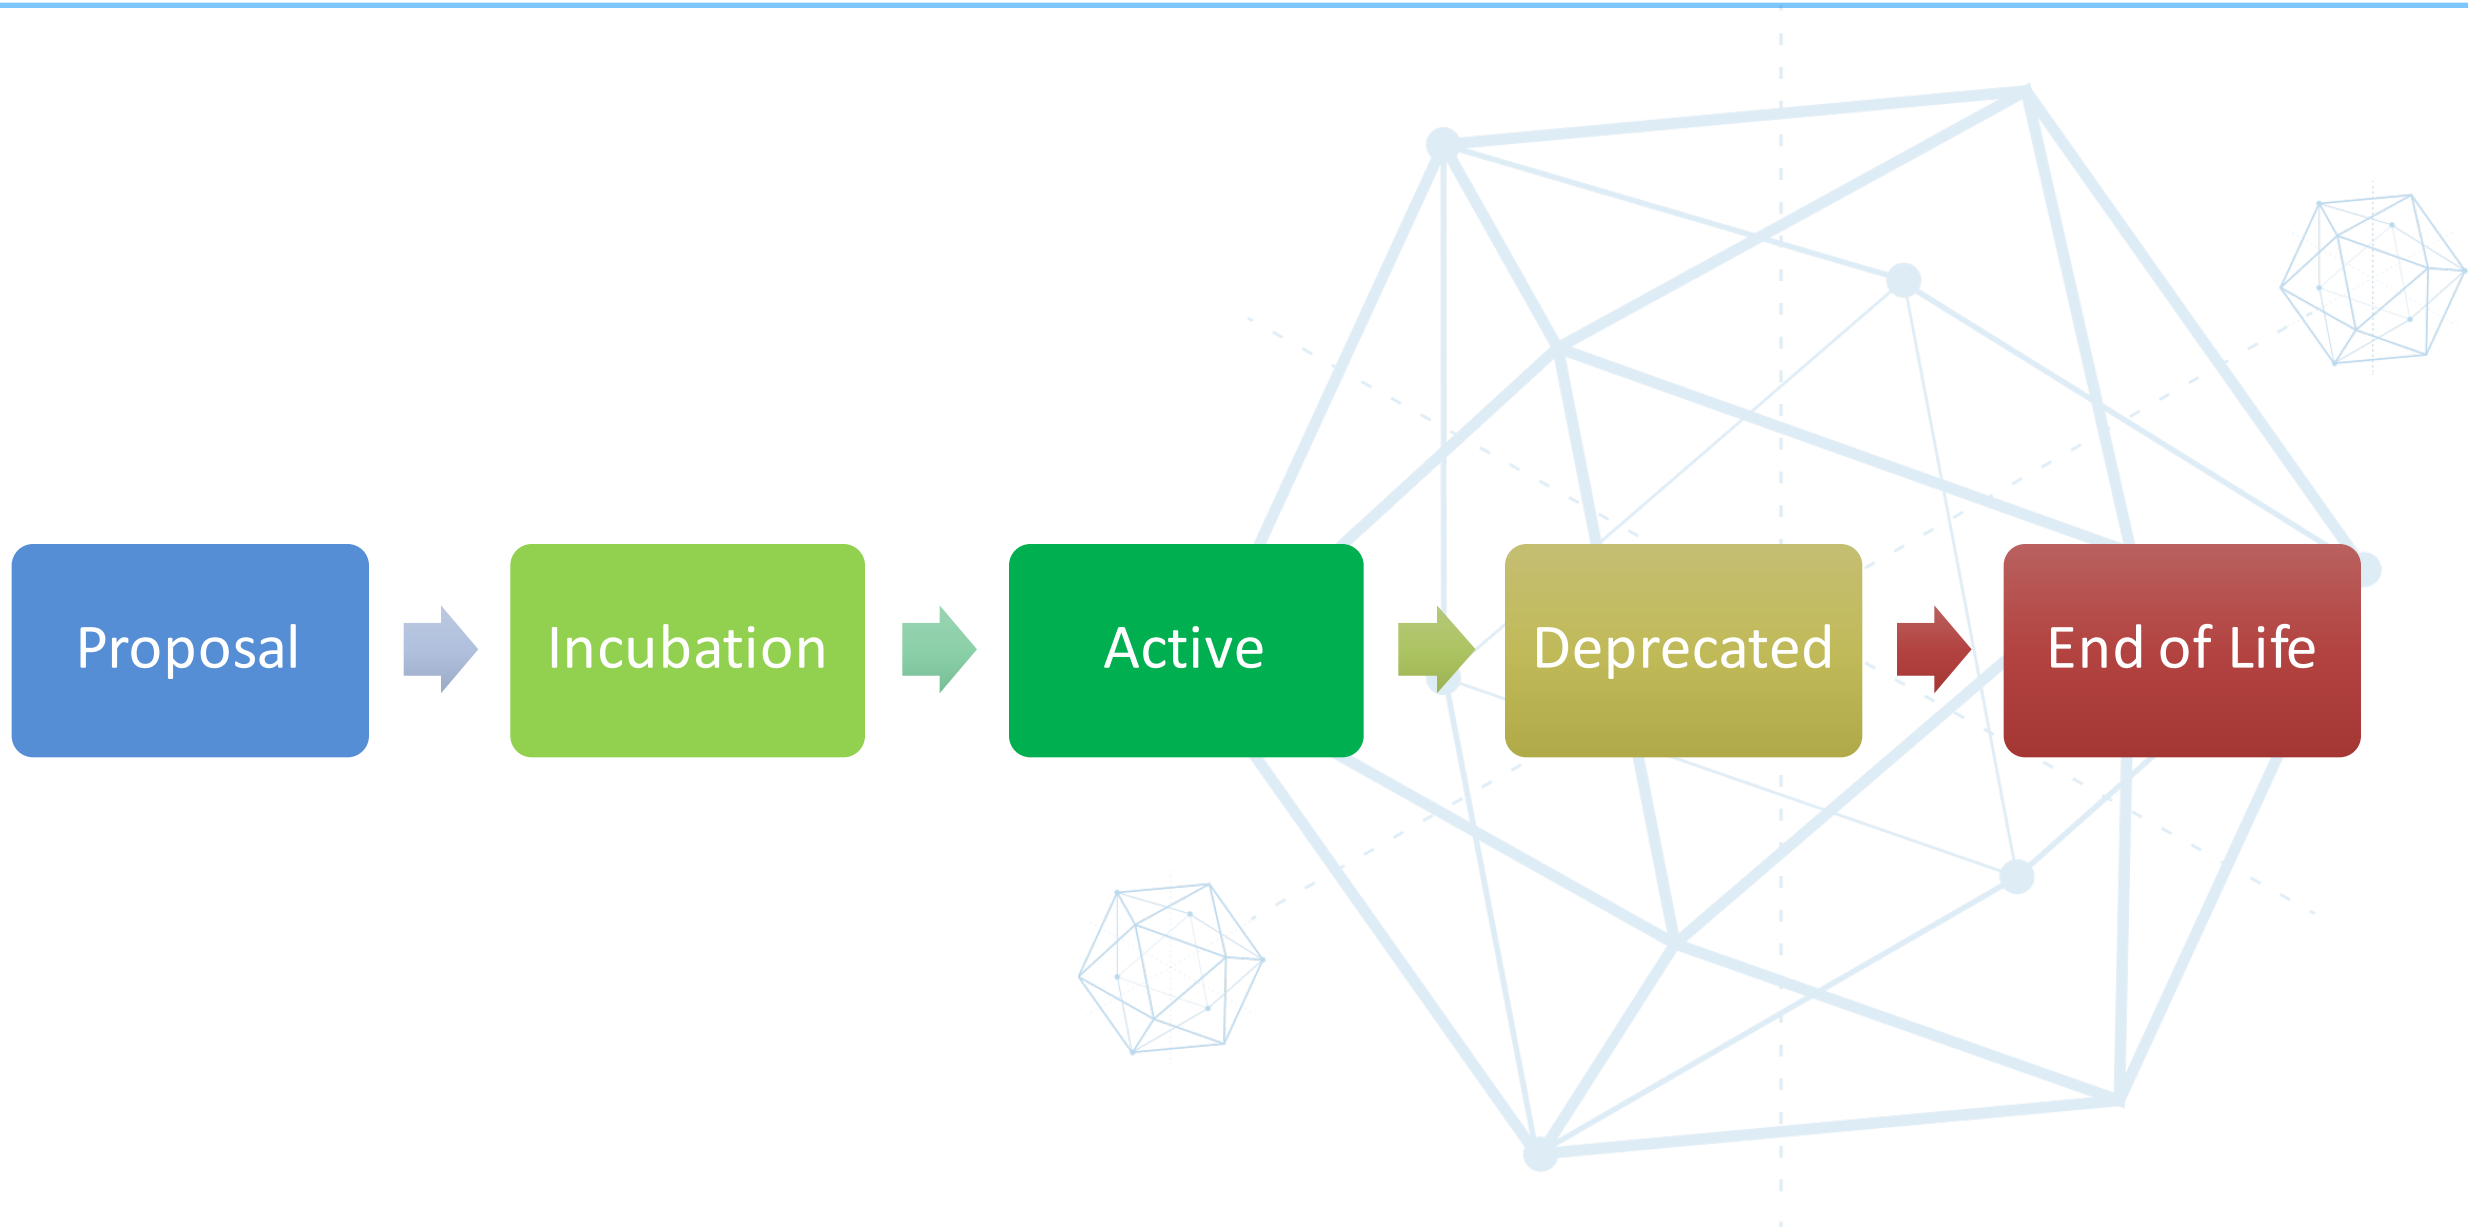 Proposal
Incubation
Active
Deprecated
End of Life